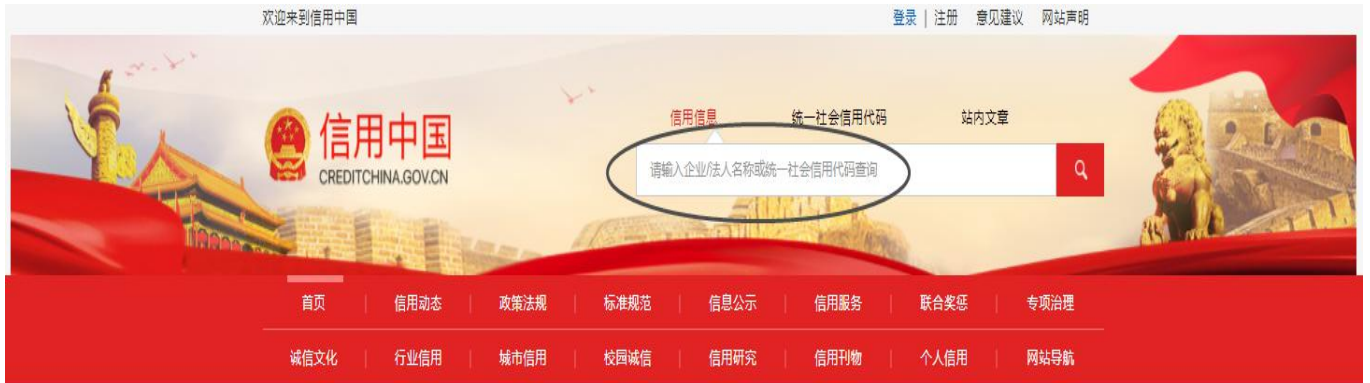 欢迎来到信用中国 登录 | 注册 意见建议 网站声明
信用信息 统一社会信用代码 站内文章
信用中国
CREDITCHINA.GOV.CN
请输入企业/法人名称或统一社会信用代码查询
首页 | 信用动态 | 政策法规 | 标准规范 | 信息公示 | 信用服务 | 联合奖惩 | 专项治理
诚信文化 | 行业信用 | 城市信用 | 校园诚信 | 信用研究 | 信用刊物 | 个人信用 | 网站导航